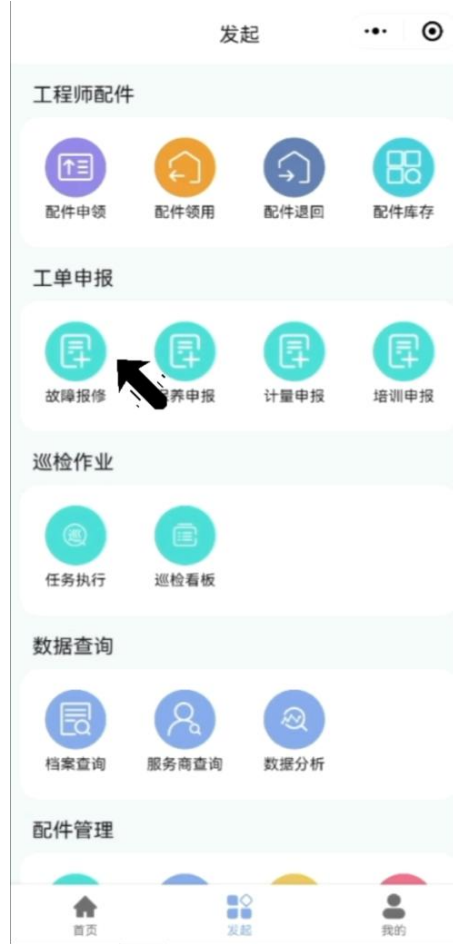 发起
工程师配件
配件申领 配件领用 配件退回 配件库存
工单申报
故障报修 养申报 计量申报 培训申报
巡检作业
巡
任务执行 巡检看板
数据查询
档案查询 服务商查询 数据分析
配件管理
首页 发起 我的